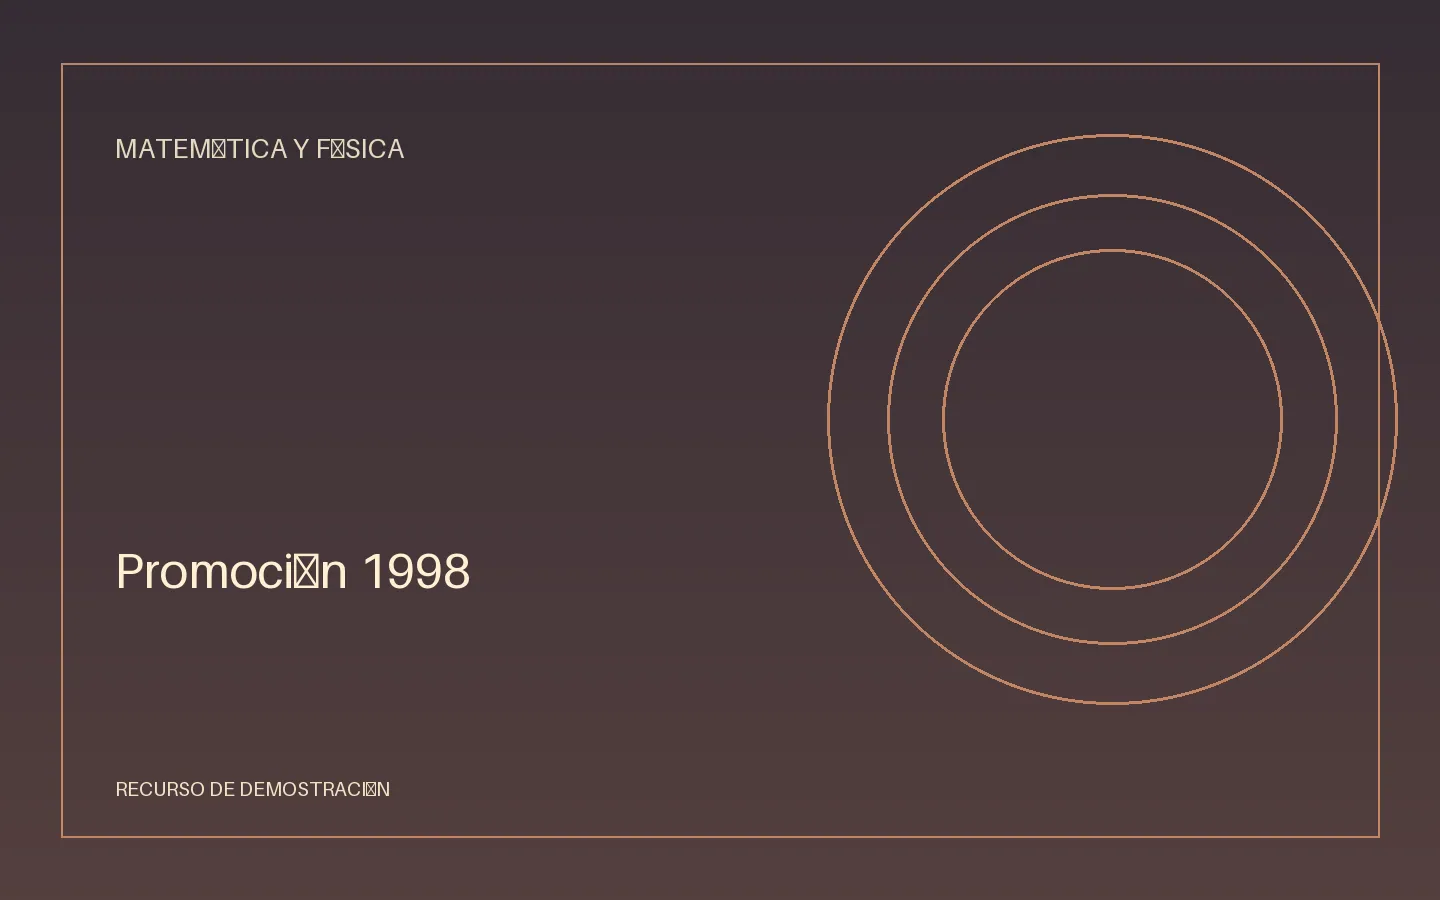 MATEM☒TICA Y F☒SICA
Promoci☒n 1998
RECURSO DE DEMOSTRACI☒N